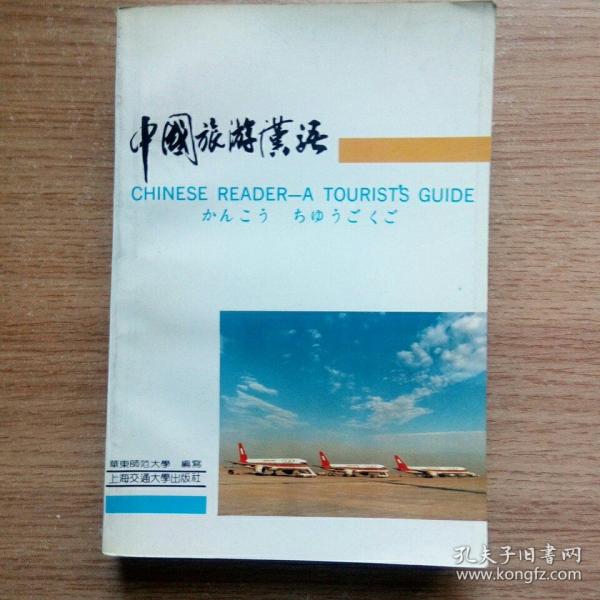 中國旅游漢語
CHINESE READER—A TOURIST'S GUIDE
かんこう ちゆうごくご
華東師范大學 編寫
上海交通大學出版社
孔夫子旧书网
www.kongfz.com